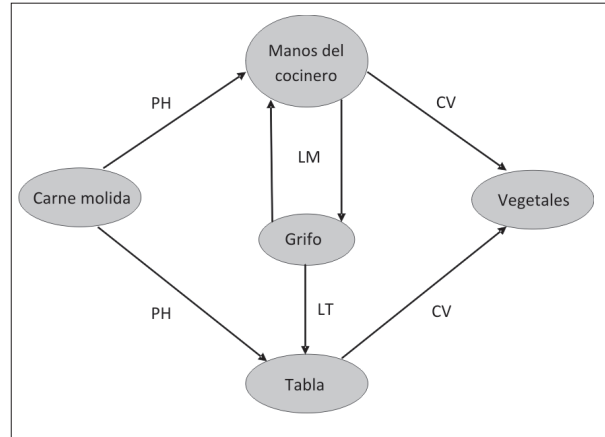 Manos del
cocinero
PH
CV
LM
Carne molida
Vegetales
Grifo
PH
LT
CV
Tabla